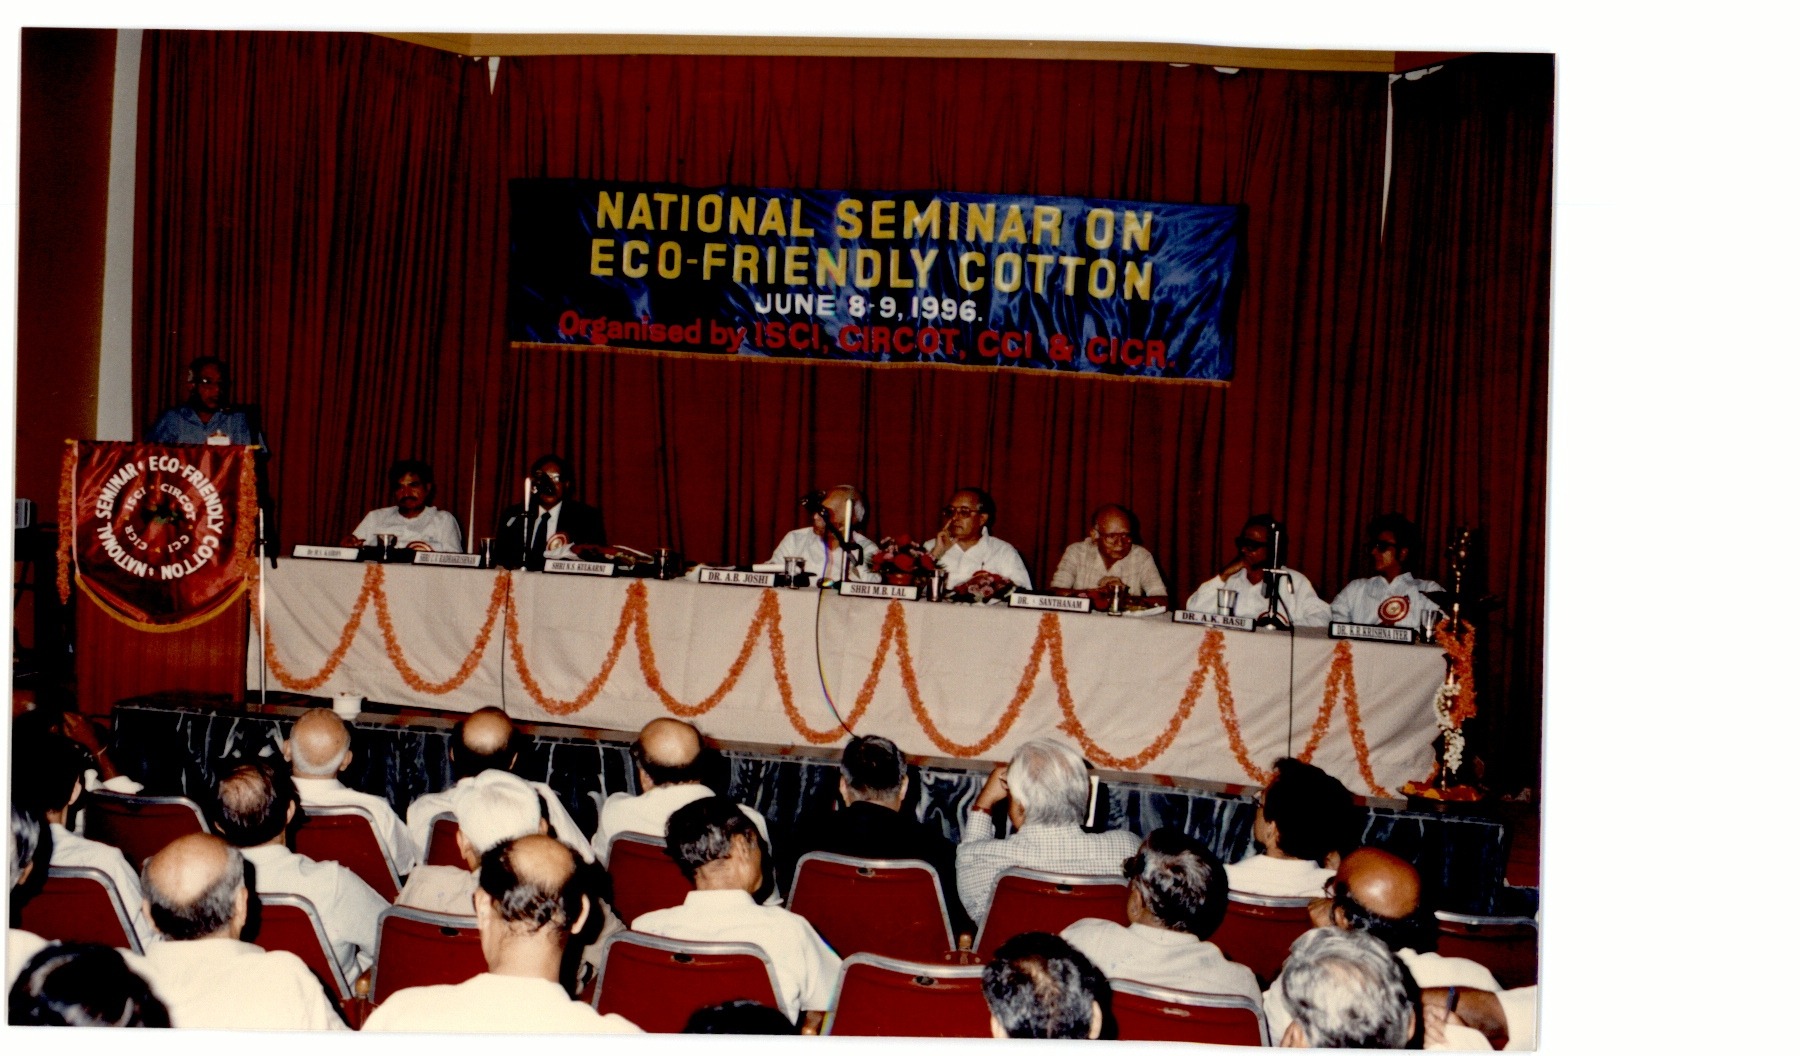 NATIONAL SEMINAR ON
ECO-FRIENDLY COTTON
JUNE 8-9, 1996.
Organised by ISCI, CIRCOT, CCI & CICR.
NATIONAL SEMINAR • ECO-FRIENDLY COTTON •
ISCI • CIRCOT • CCI • CICR •
SHRI N.S. KULKARNI
DR. A.B. JOSHI
SHRI M.B. LAL
DR. SANTHANAM
DR. A.K. BASU
DR. K.R. KRISHNA IYER